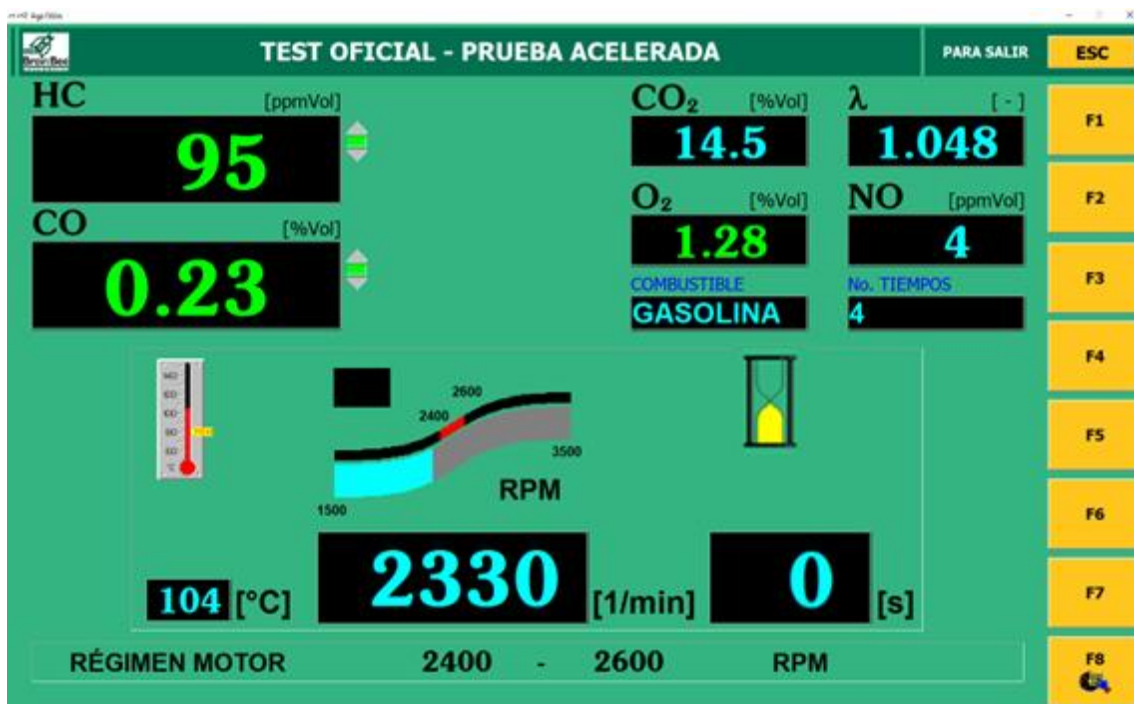 TEST OFICIAL - PRUEBA ACELERADA
PARA SALIR
ESC
HC [ppmVol]
95
CO [%Vol]
0.23
CO₂ [%Vol]
14.5
λ [-]
1.048
O₂ [%Vol]
1.28
NO [ppmVol]
4
COMBUSTIBLE
GASOLINA
No. TIEMPOS
4
F1
F2
F3
F4
F5
F6
F7
F8
2600
2400
3500
1500
RPM
104 [°C]
2330 [1/min]
0 [s]
RÉGIMEN MOTOR 2400 - 2600 RPM